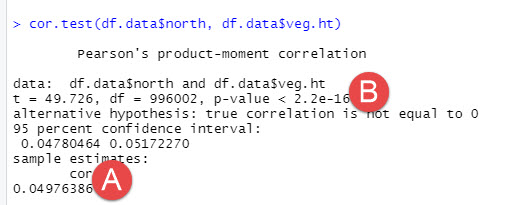 > cor.test(df.data$north, df.data$veg.ht)
Pearson's product-moment correlation
data:  df.data$north and df.data$veg.ht
t = 49.726, df = 996002, p-value < 2.2e-16
B
alternative hypothesis: true correlation is not equal to 0
95 percent confidence interval:
0.04780464 0.05172270
sample estimates:
cor
A
0.04976386